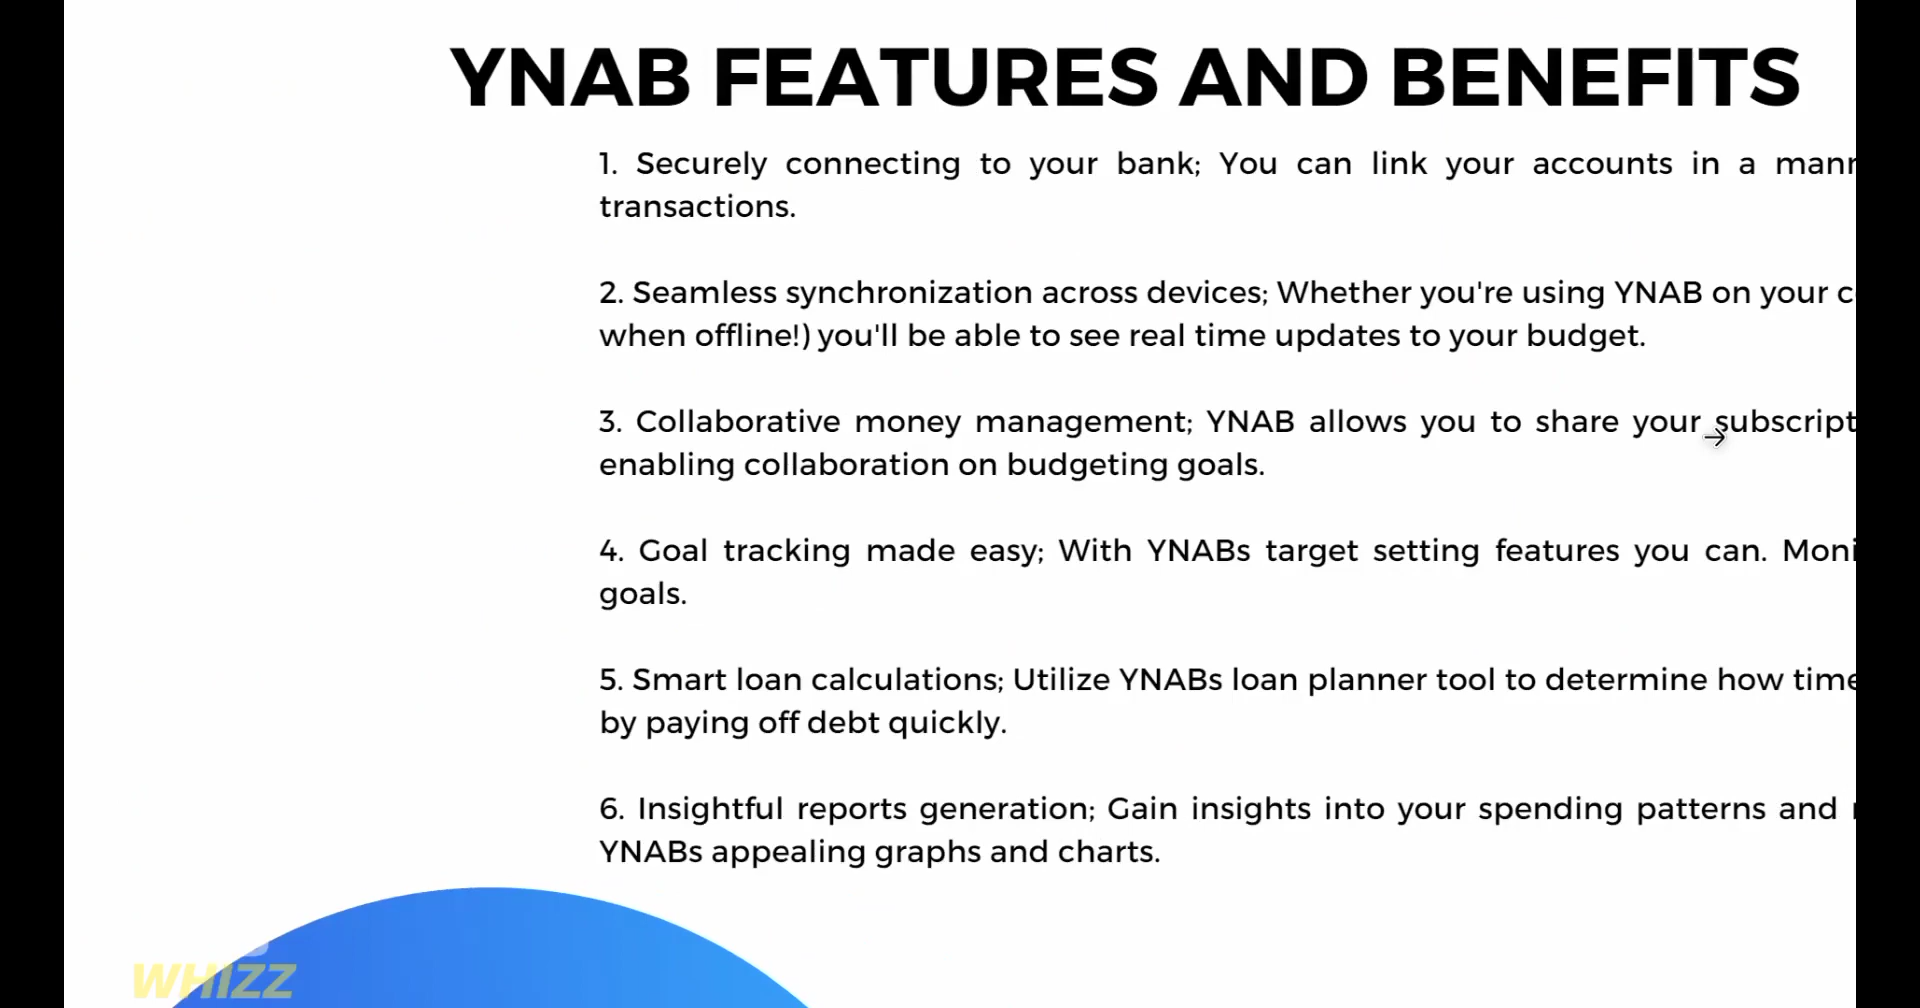 YNAB FEATURES AND BENEFITS
1. Securely connecting to your bank; You can link your accounts in a
transactions.
2. Seamless synchronization across devices; Whether you're using YNAB on your
when offline!) you'll be able to see real time updates to your budget.
3. Collaborative money management; YNAB allows you to share your
enabling collaboration on budgeting goals.
4. Goal tracking made easy; With YNABs target setting features you can.
goals.
5. Smart loan calculations; Utilize YNABs loan planner tool to determine how
by paying off debt quickly.
6. Insightful reports generation; Gain insights into your spending patterns and
YNABs appealing graphs and charts.
WHIZZ